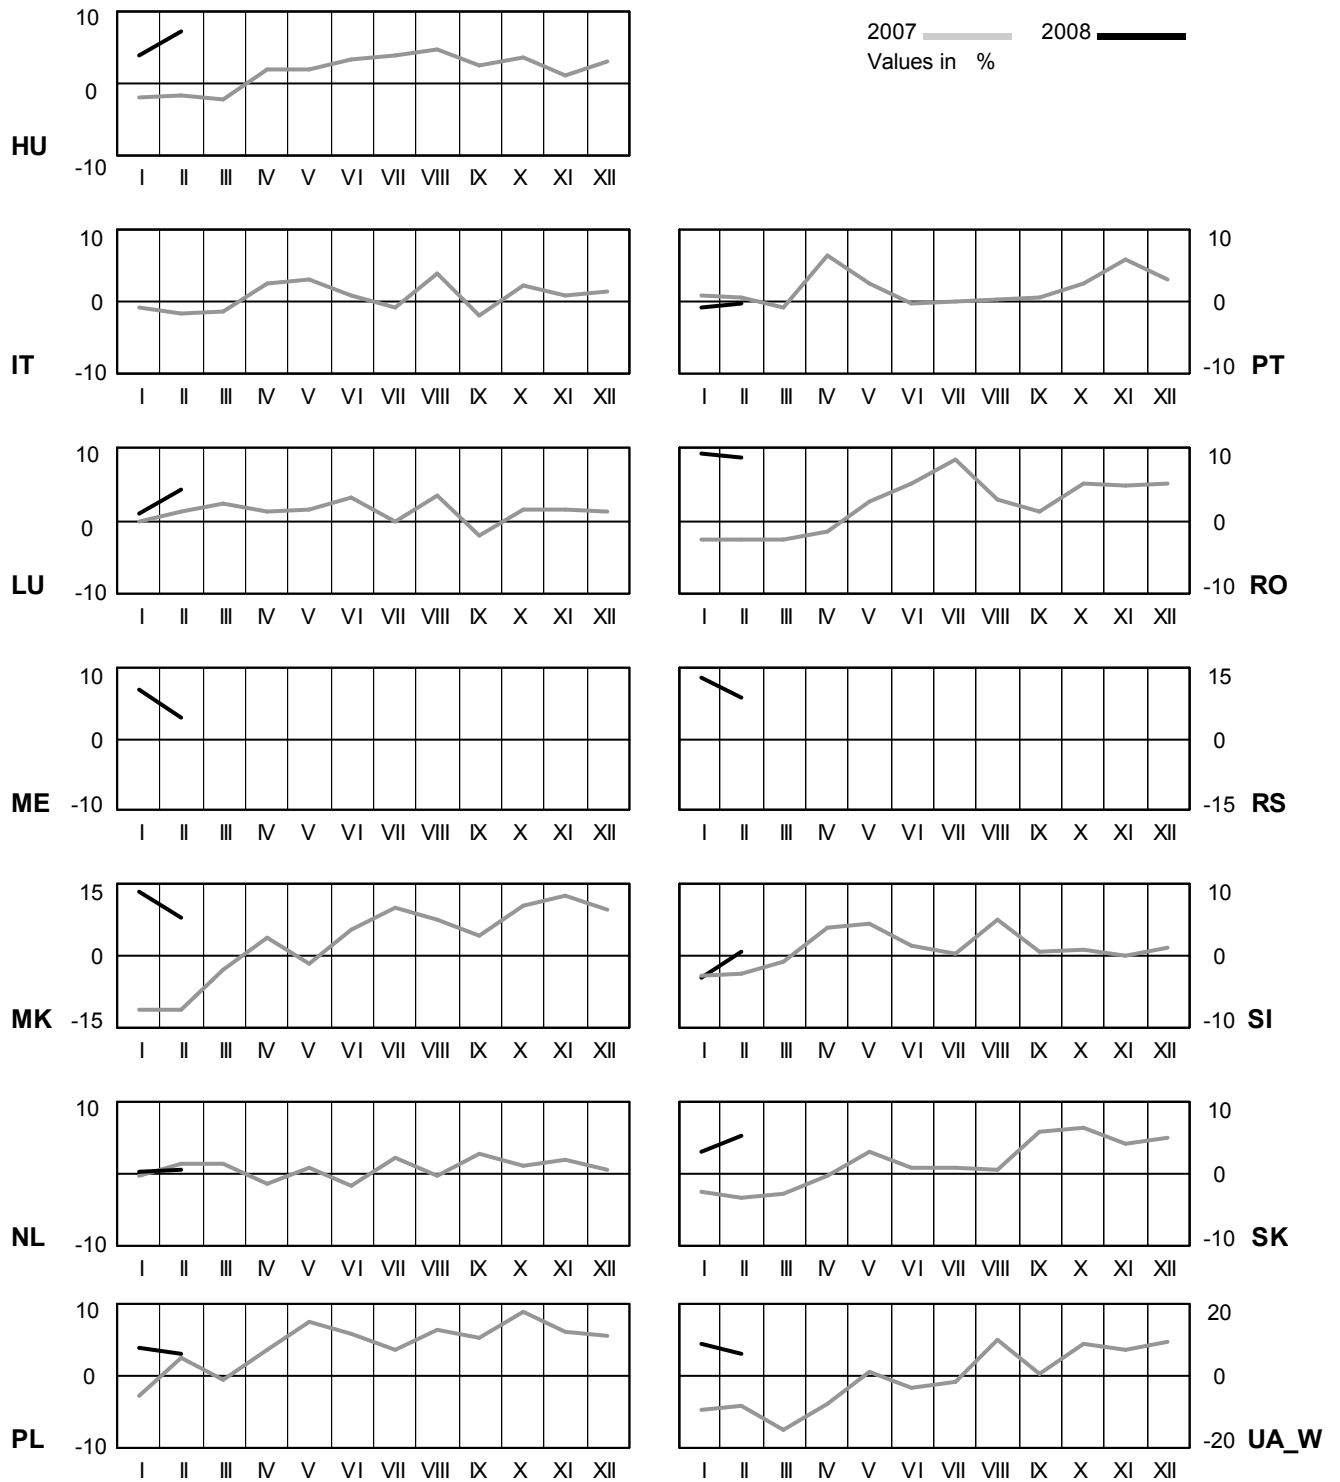 2007 2008
Values in %
10
0
HU
-10
I II III IV V VI VII VIII IX X XI XII
10
0
IT
-10
I II III IV V VI VII VIII IX X XI XII
10
0
-10 PT
I II III IV V VI VII VIII IX X XI XII
10
0
LU
-10
I II III IV V VI VII VIII IX X XI XII
10
0
-10 RO
I II III IV V VI VII VIII IX X XI XII
10
0
ME -10
I II III IV V VI VII VIII IX X XI XII
15
0
-15 RS
I II III IV V VI VII VIII IX X XI XII
15
0
MK -15
I II III IV V VI VII VIII IX X XI XII
10
0
-10 SI
I II III IV V VI VII VIII IX X XI XII
10
0
NL
-10
I II III IV V VI VII VIII IX X XI XII
10
0
-10 SK
I II III IV V VI VII VIII IX X XI XII
10
0
PL -10
I II III IV V VI VII VIII IX X XI XII
20
0
-20 UA_W
I II III IV V VI VII VIII IX X XI XII